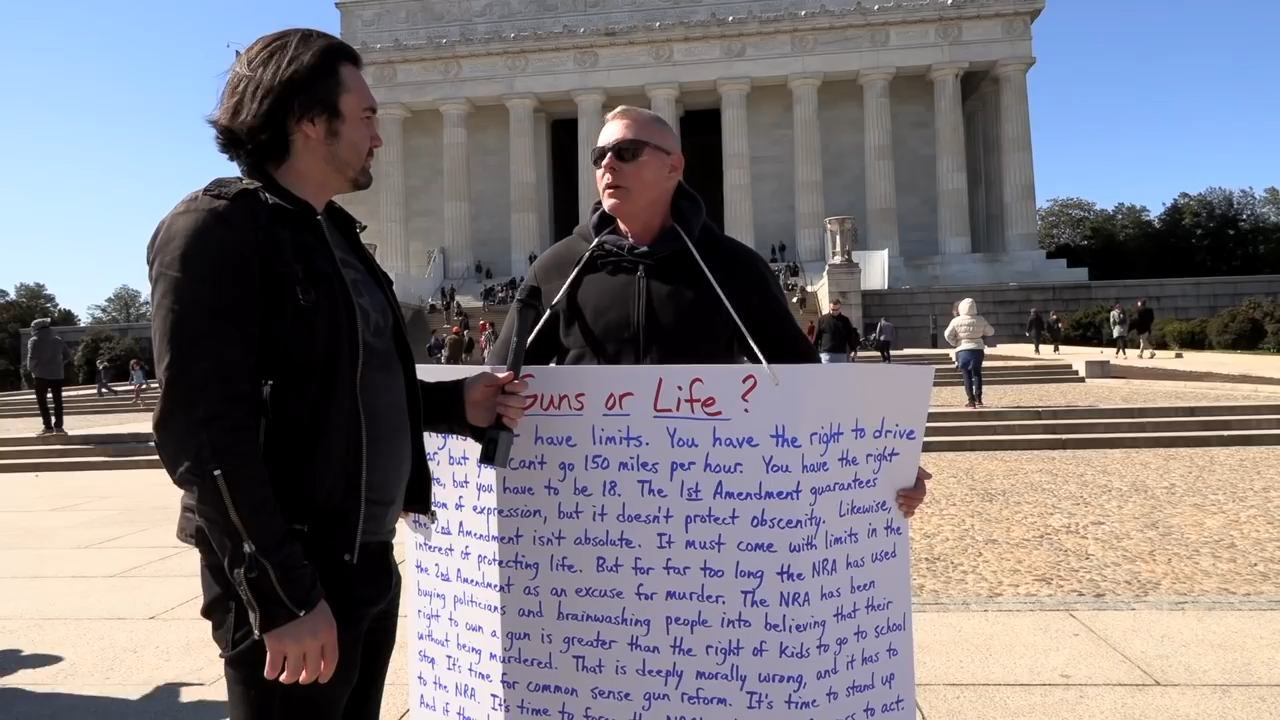 Guns or Life ?
have limits. You have the right to drive
but you can't go 150 miles per hour. You have the right
but you have to be 18. The 1st Amendment guarantees
of expression, but it doesn't protect obscenity. Likewise,
the 2nd Amendment isn't absolute. It must come with limits in the
interest of protecting life. But for far too long the NRA has used
the 2nd Amendment as an excuse for murder. The NRA has been
buying politicians and brainwashing people into believing that their
right to own a gun is greater than the right of kids to go to school
without being murdered. That is deeply morally wrong, and it has to
stop. It's time for common sense gun reform. It's time to stand up
to the NRA. It's time to to act.
And if